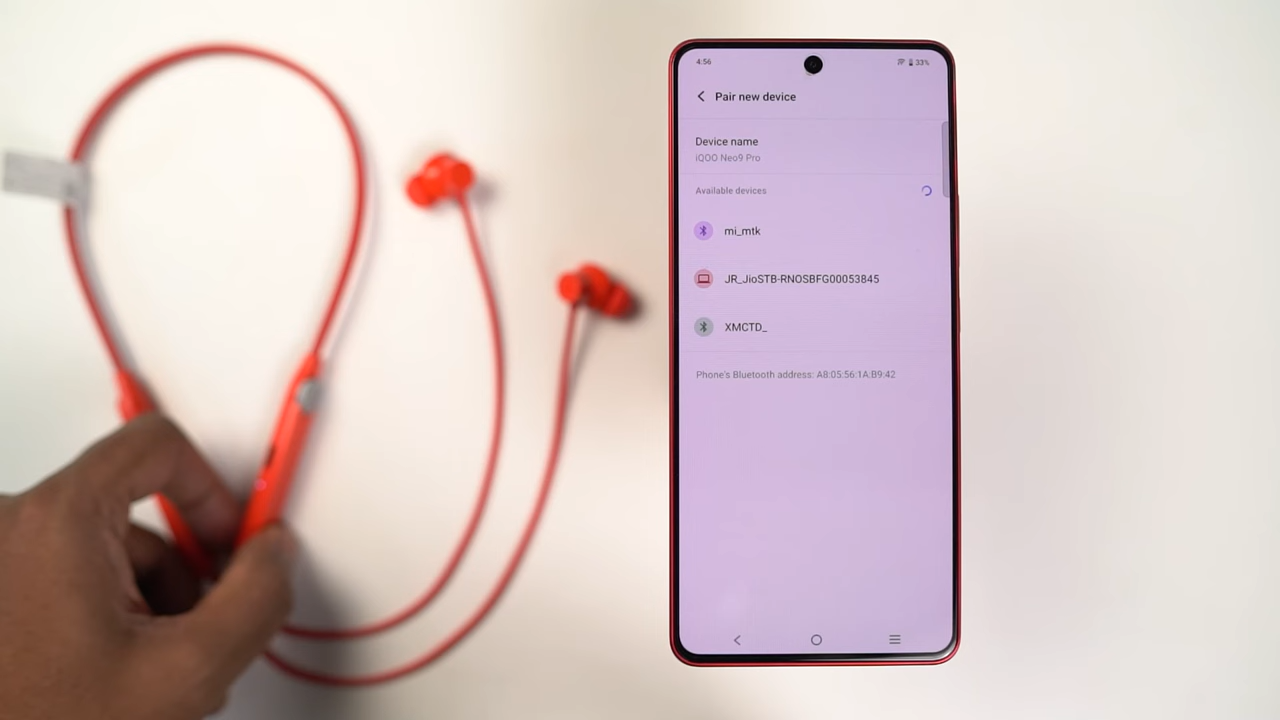 4:56
33%
Pair new device
Device name
iQOO Neo9 Pro
Available devices
mi_mtk
JR_JioSTB-RNOSBFG00053845
XMCTD_
Phone's Bluetooth address: A8:05:56:1A:B9:42